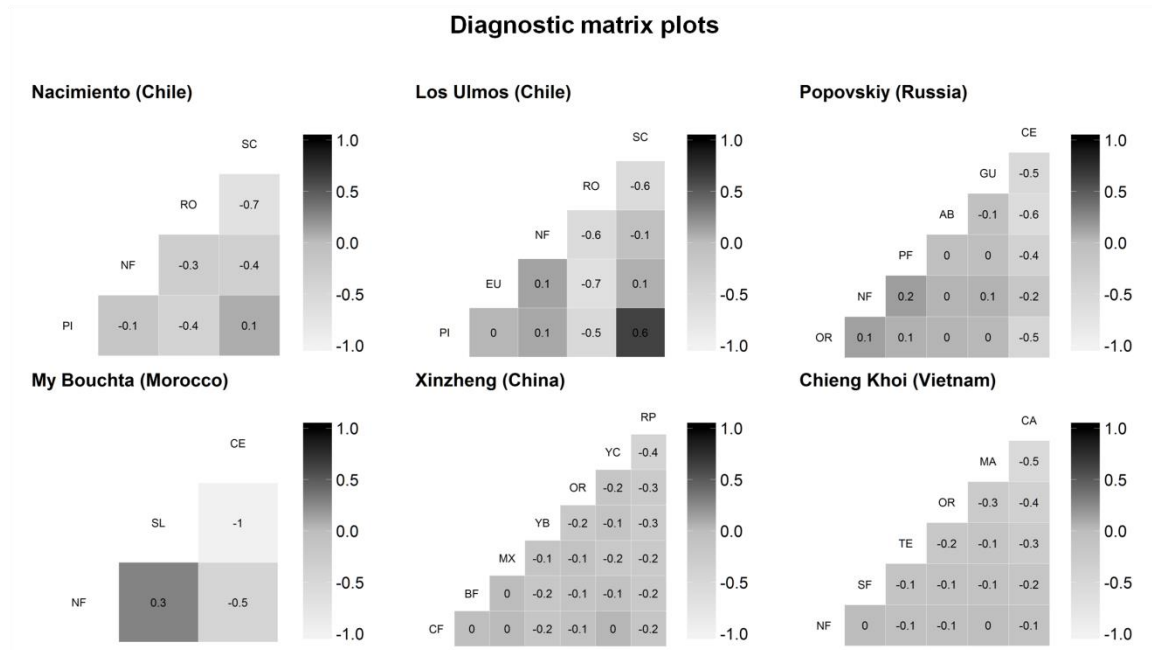 Diagnostic matrix plots
Nacimiento (Chile)
SC
RO -0.7
NF -0.3 -0.4
PI -0.1 -0.4 0.1
1.0
0.5
0.0
-0.5
-1.0
Los Ulmos (Chile)
SC
RO -0.6
NF -0.6 -0.1
EU 0.1 -0.7 0.1
PI 0 0.1 -0.5 0.6
1.0
0.5
0.0
-0.5
-1.0
Popovskiy (Russia)
CE
GU -0.5
AB -0.1 -0.6
PF 0 0 -0.4
NF 0.2 0 0.1 -0.2
OR 0.1 0.1 0 0 -0.5
1.0
0.5
0.0
-0.5
-1.0
My Bouchta (Morocco)
CE
SL -1
NF 0.3 -0.5
1.0
0.5
0.0
-0.5
-1.0
Xinzheng (China)
RP
YC -0.4
OR -0.2 -0.3
YB -0.2 -0.1 -0.3
MX -0.1 -0.1 -0.2 -0.2
BF 0 -0.2 -0.1 -0.1 -0.2
CF 0 0 -0.2 -0.1 0 -0.2
1.0
0.5
0.0
-0.5
-1.0
Chieng Khoi (Vietnam)
CA
MA -0.5
OR -0.3 -0.4
TE -0.2 -0.1 -0.3
SF -0.1 -0.1 -0.1 -0.2
NF 0 -0.1 -0.1 0 -0.1
1.0
0.5
0.0
-0.5
-1.0